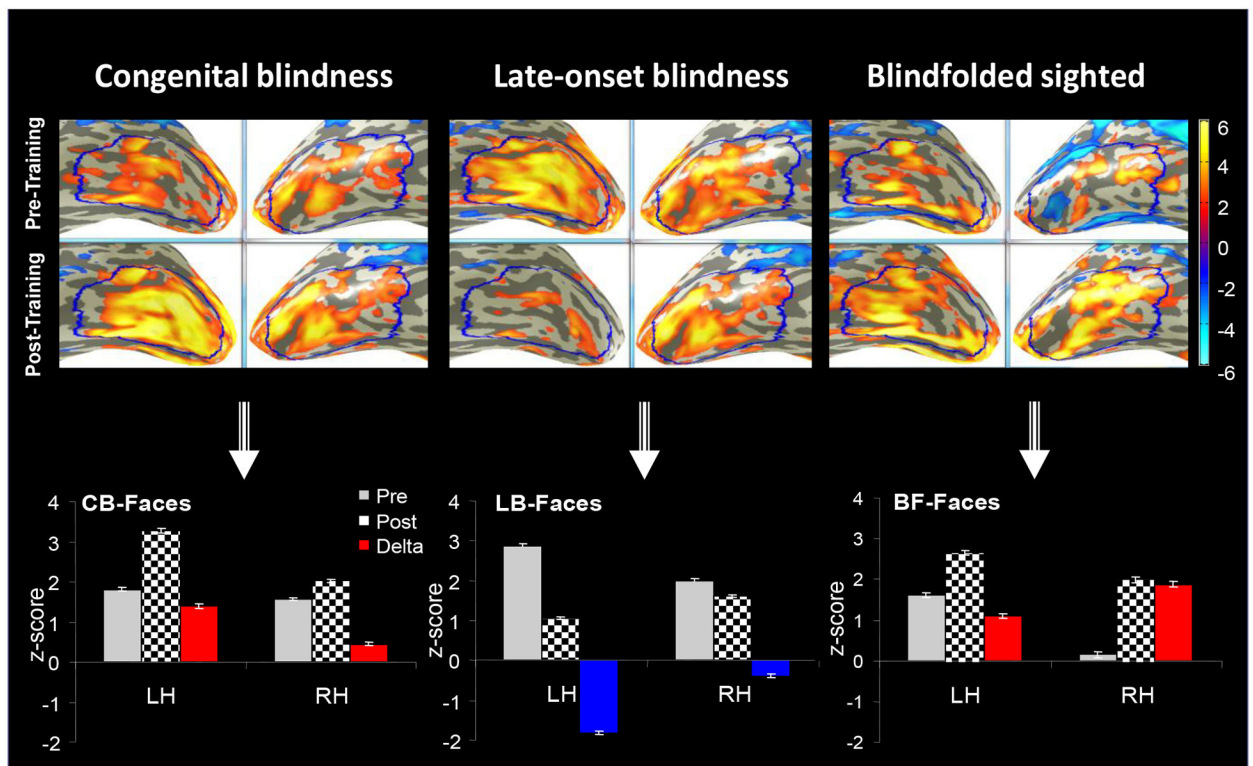 Congenital blindness
Late-onset blindness
Blindfolded sighted
Pre-Training
Post-Training
6
4
2
0
-2
-4
-6
CB-Faces
Pre
Post
Delta
z-score
4
3
2
1
0
-1
-2
LH
RH
LB-Faces
z-score
4
3
2
1
0
-1
-2
LH
RH
BF-Faces
z-score
4
3
2
1
0
-1
-2
LH
RH